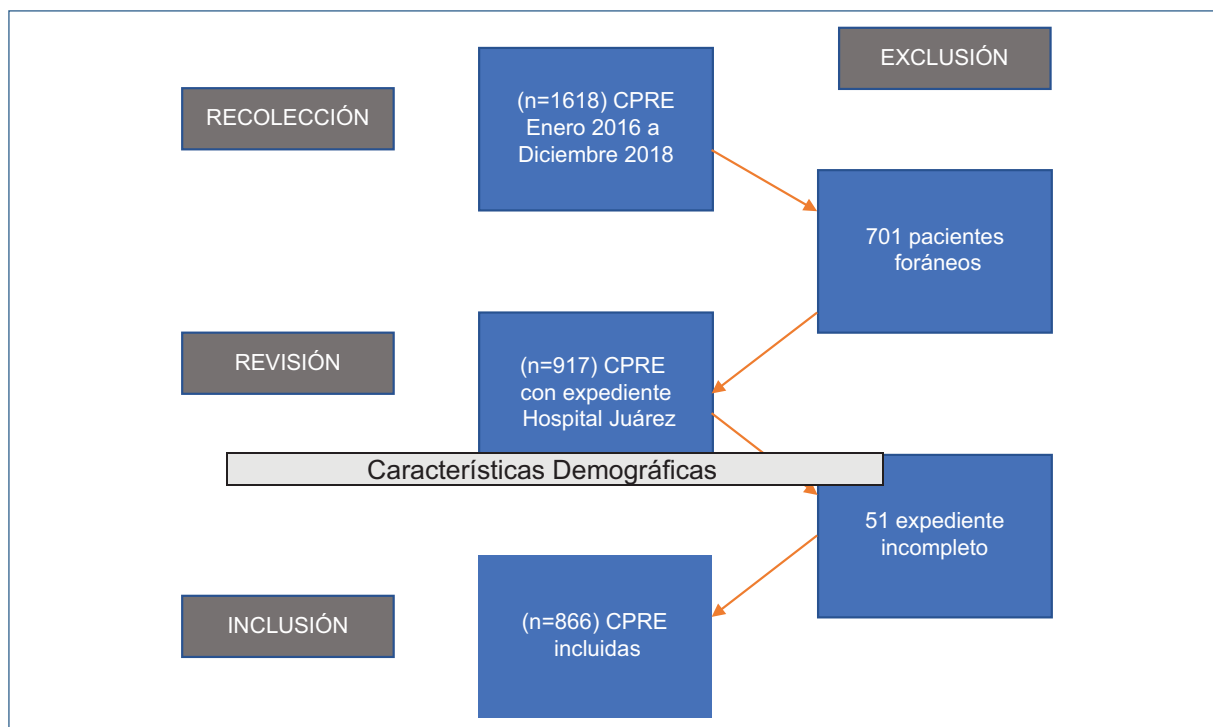 EXCLUSIÓN
RECOLECCIÓN
(n=1618) CPRE
Enero 2016 a
Diciembre 2018
701 pacientes
foráneos
REVISIÓN
(n=917) CPRE
con expediente
Hospital Juárez
Características Demográficas
51 expediente
incompleto
INCLUSIÓN
(n=866) CPRE
incluidas